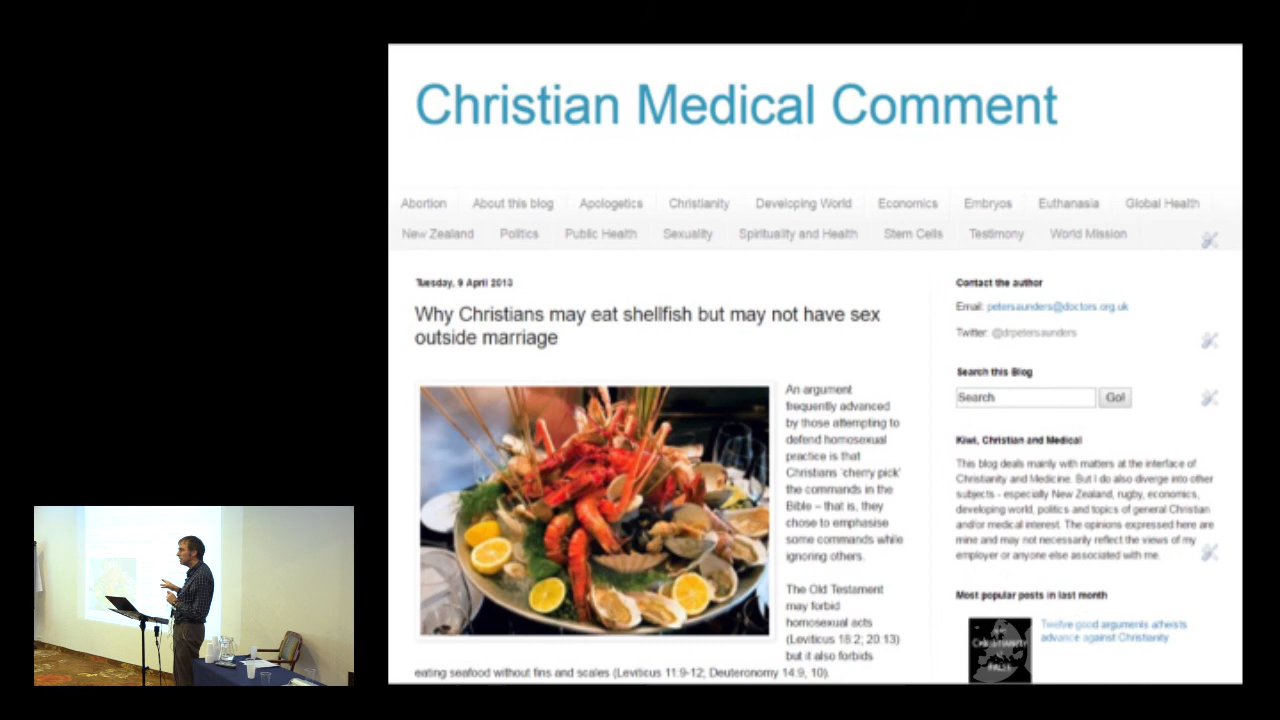 Christian Medical Comment
Abortion About this blog Apologetics Christianity Developing World Economics Embryos Euthanasia Global Health
New Zealand Politics Public Health Sexuality Spirituality and Health Stem Cells Testimony World Mission
Tuesday, 9 April 2013
Why Christians may eat shellfish but may not have sex
outside marriage
An argument
frequently advanced
by those attempting to
defend homosexual
practice is that
Christians 'cherry pick'
the commands in the
Bible – that is, they
chose to emphasise
some commands while
ignoring others.
The Old Testament
may forbid
homosexual acts
(Leviticus 18:2; 20:13)
but it also forbids
eating seafood without fins and scales (Leviticus 11:9-12; Deuteronomy 14:9, 10).
Contact the author
Email: petersaunders@doctors.org.uk
Twitter: @drpetersaunders
Search this Blog
Search Go!
Kiwi, Christian and Medical
This blog deals mainly with matters at the interface of
Christianity and Medicine. But I do also diverge into other
subjects - especially New Zealand, rugby, economics,
developing world, politics and topics of general Christian
and/or medical interest. The opinions expressed here are
mine and may not necessarily reflect the views of my
employer or anyone else associated with me.
Most popular posts in last month
CHRISTIANITY
Twelve good arguments atheists
advance against Christianity